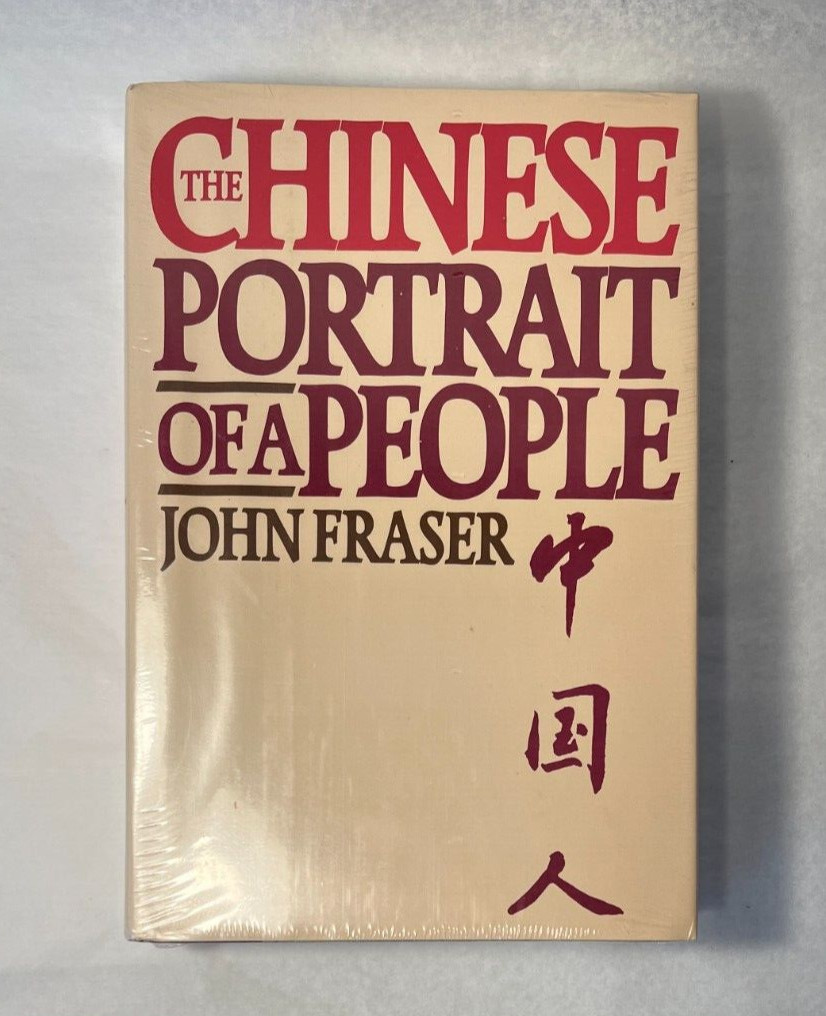 THE CHINESE
PORTRAIT
OF A PEOPLE
JOHN FRASER
中
国
人